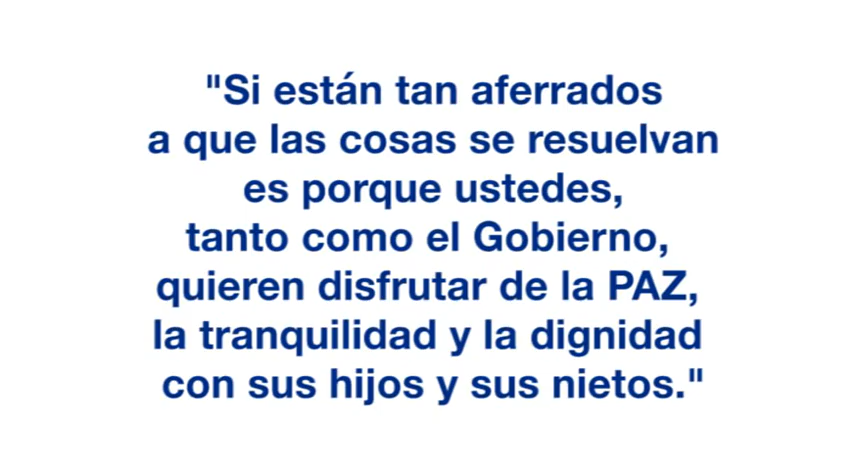 "Si están tan aferrados
a que las cosas se resuelvan
es porque ustedes,
tanto como el Gobierno,
quieren disfrutar de la PAZ,
la tranquilidad y la dignidad
con sus hijos y sus nietos."